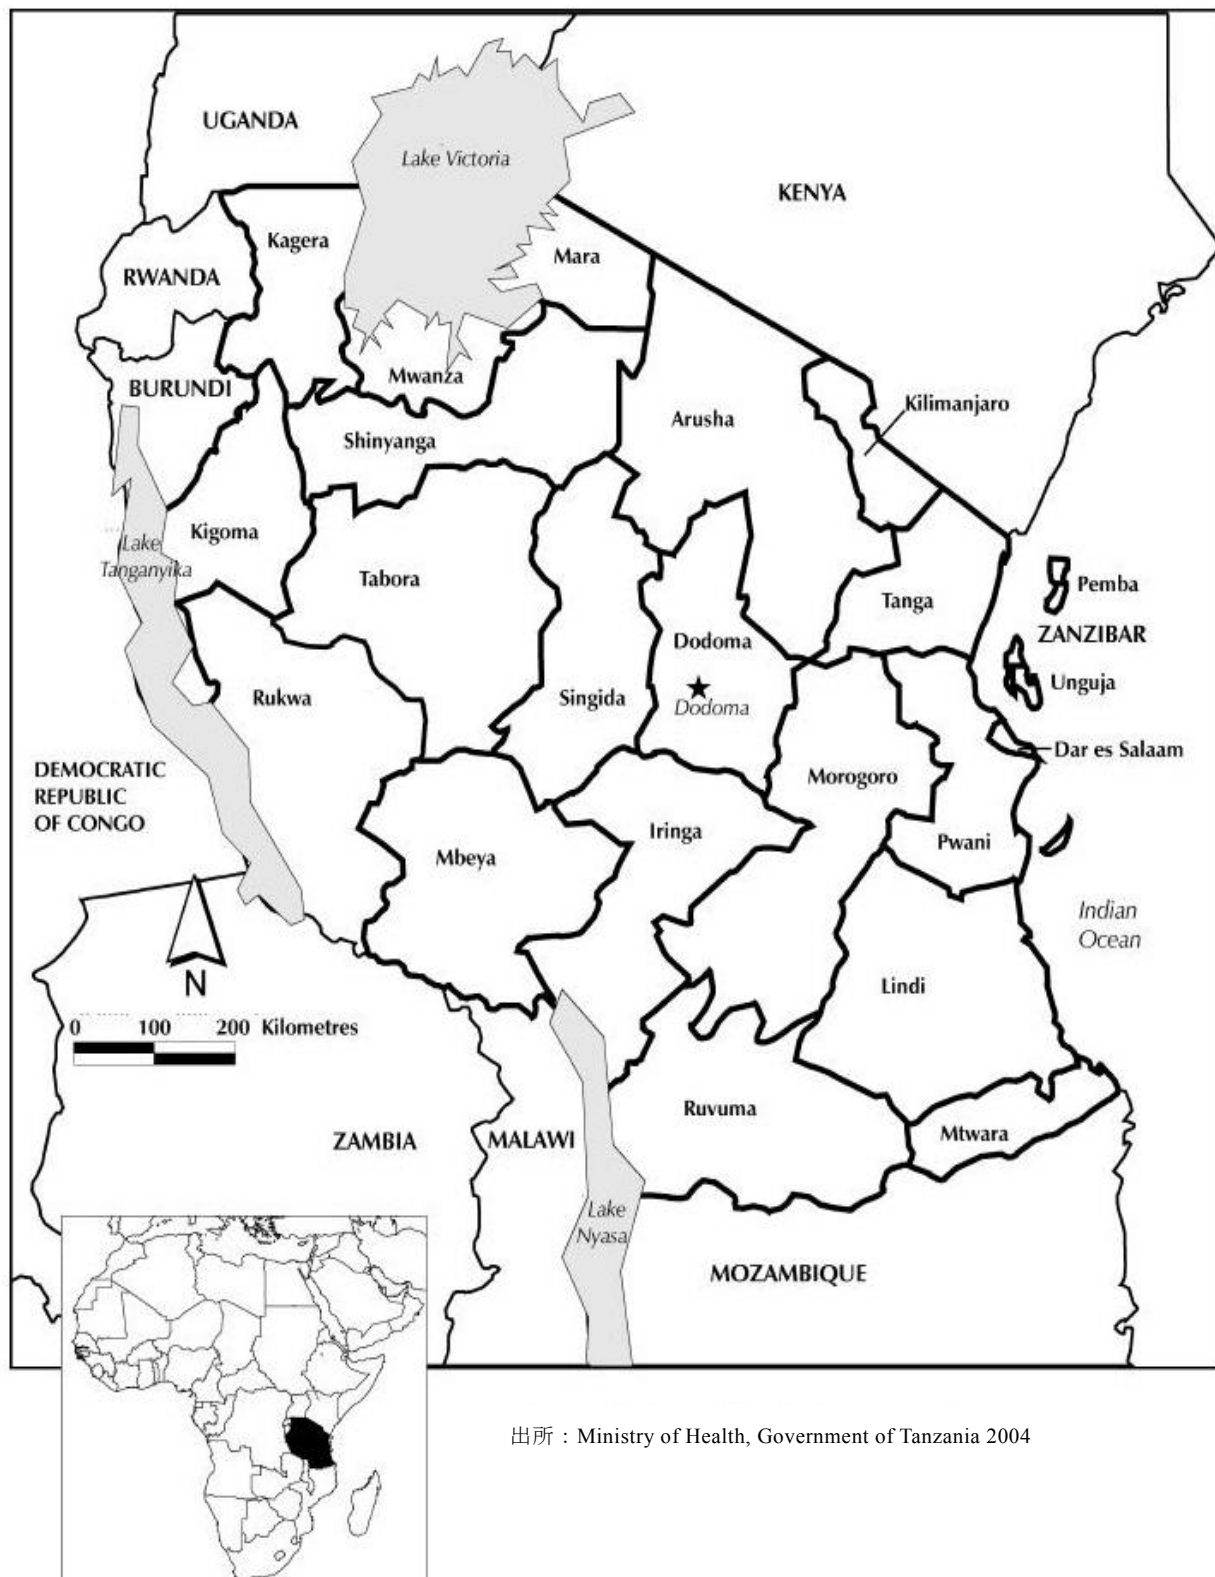 UGANDA
Lake Victoria
KENYA
Kagera
Mara
RWANDA
Mwanza
BURUNDI
Kilimanjaro
Arusha
Shinyanga
Kigoma
Lake
Tanganyika
Tabora
Pemba
Tanga
ZANZIBAR
Dodoma
Unguja
Rukwa
Singida
Dodoma
Dar es Salaam
DEMOCRATIC
REPUBLIC
OF CONGO
Morogoro
Iringa
Pwani
Mbeya
Indian
Ocean
N
Lindi
0 100 200 Kilometres
Ruvuma
Mtwara
ZAMBIA
MALAWI
Lake
Nyasa
MOZAMBIQUE
出所：Ministry of Health, Government of Tanzania 2004